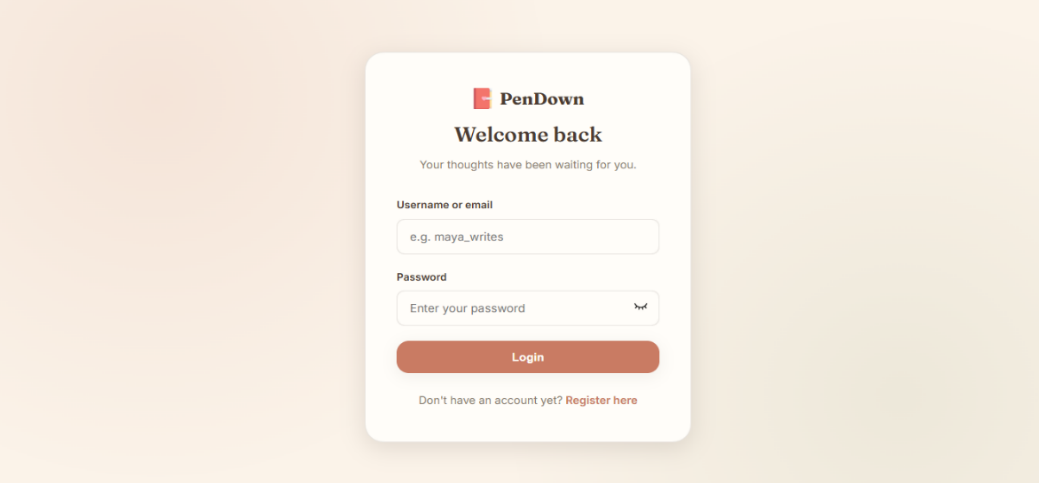 PenDown
Welcome back
Your thoughts have been waiting for you.
Username or email
e.g. maya_writes
Password
Enter your password
Login
Don't have an account yet? Register here